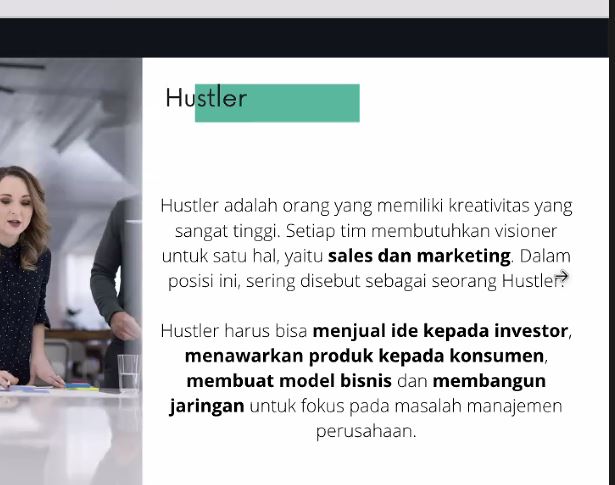 Hustler
Hustler adalah orang yang memiliki kreativitas yang
sangat tinggi. Setiap tim membutuhkan visioner
untuk satu hal, yaitu sales dan marketing. Dalam
posisi ini, sering disebut sebagai seorang Hustler?
Hustler harus bisa menjual ide kepada investor,
menawarkan produk kepada konsumen,
membuat model bisnis dan membangun
jaringan untuk fokus pada masalah manajemen
perusahaan.